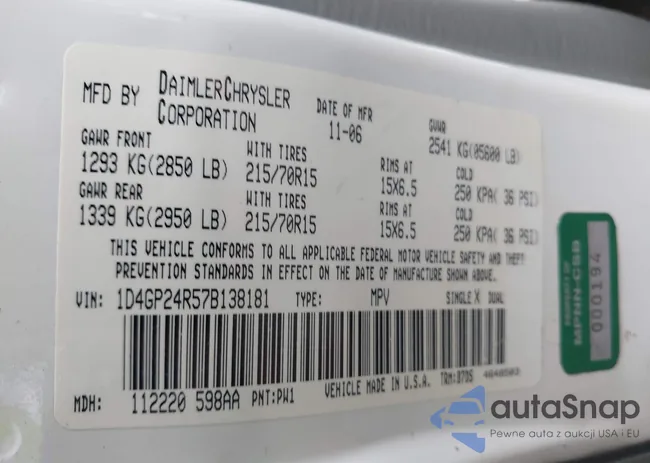 MFD BY DAIMLERCHRYSLER CORPORATION DATE OF MFR 11-06 GVWR 2541 KG(05600 LB)
GAWR FRONT WITH TIRES RIMS AT COLD
1293 KG(2850 LB) 215/70R15 15X6.5 250 KPA( 36 PSI)
GAWR REAR WITH TIRES RIMS AT COLD
1339 KG(2950 LB) 215/70R15 15X6.5 250 KPA( 36 PSI)
THIS VEHICLE CONFORMS TO ALL APPLICABLE FEDERAL MOTOR VEHICLE SAFETY AND THEFT
PREVENTION STANDARDS IN EFFECT ON THE DATE OF MANUFACTURE SHOWN ABOVE.
VIN: 1D4GP24R57B138181 TYPE: MPV SINGLE X DUAL
MDH: 112220 598AA PNT:PW1 VEHICLE MADE IN U.S.A.
MPNN-CSB
000194
autaSnap
Pewne auta z aukcji USA i EU